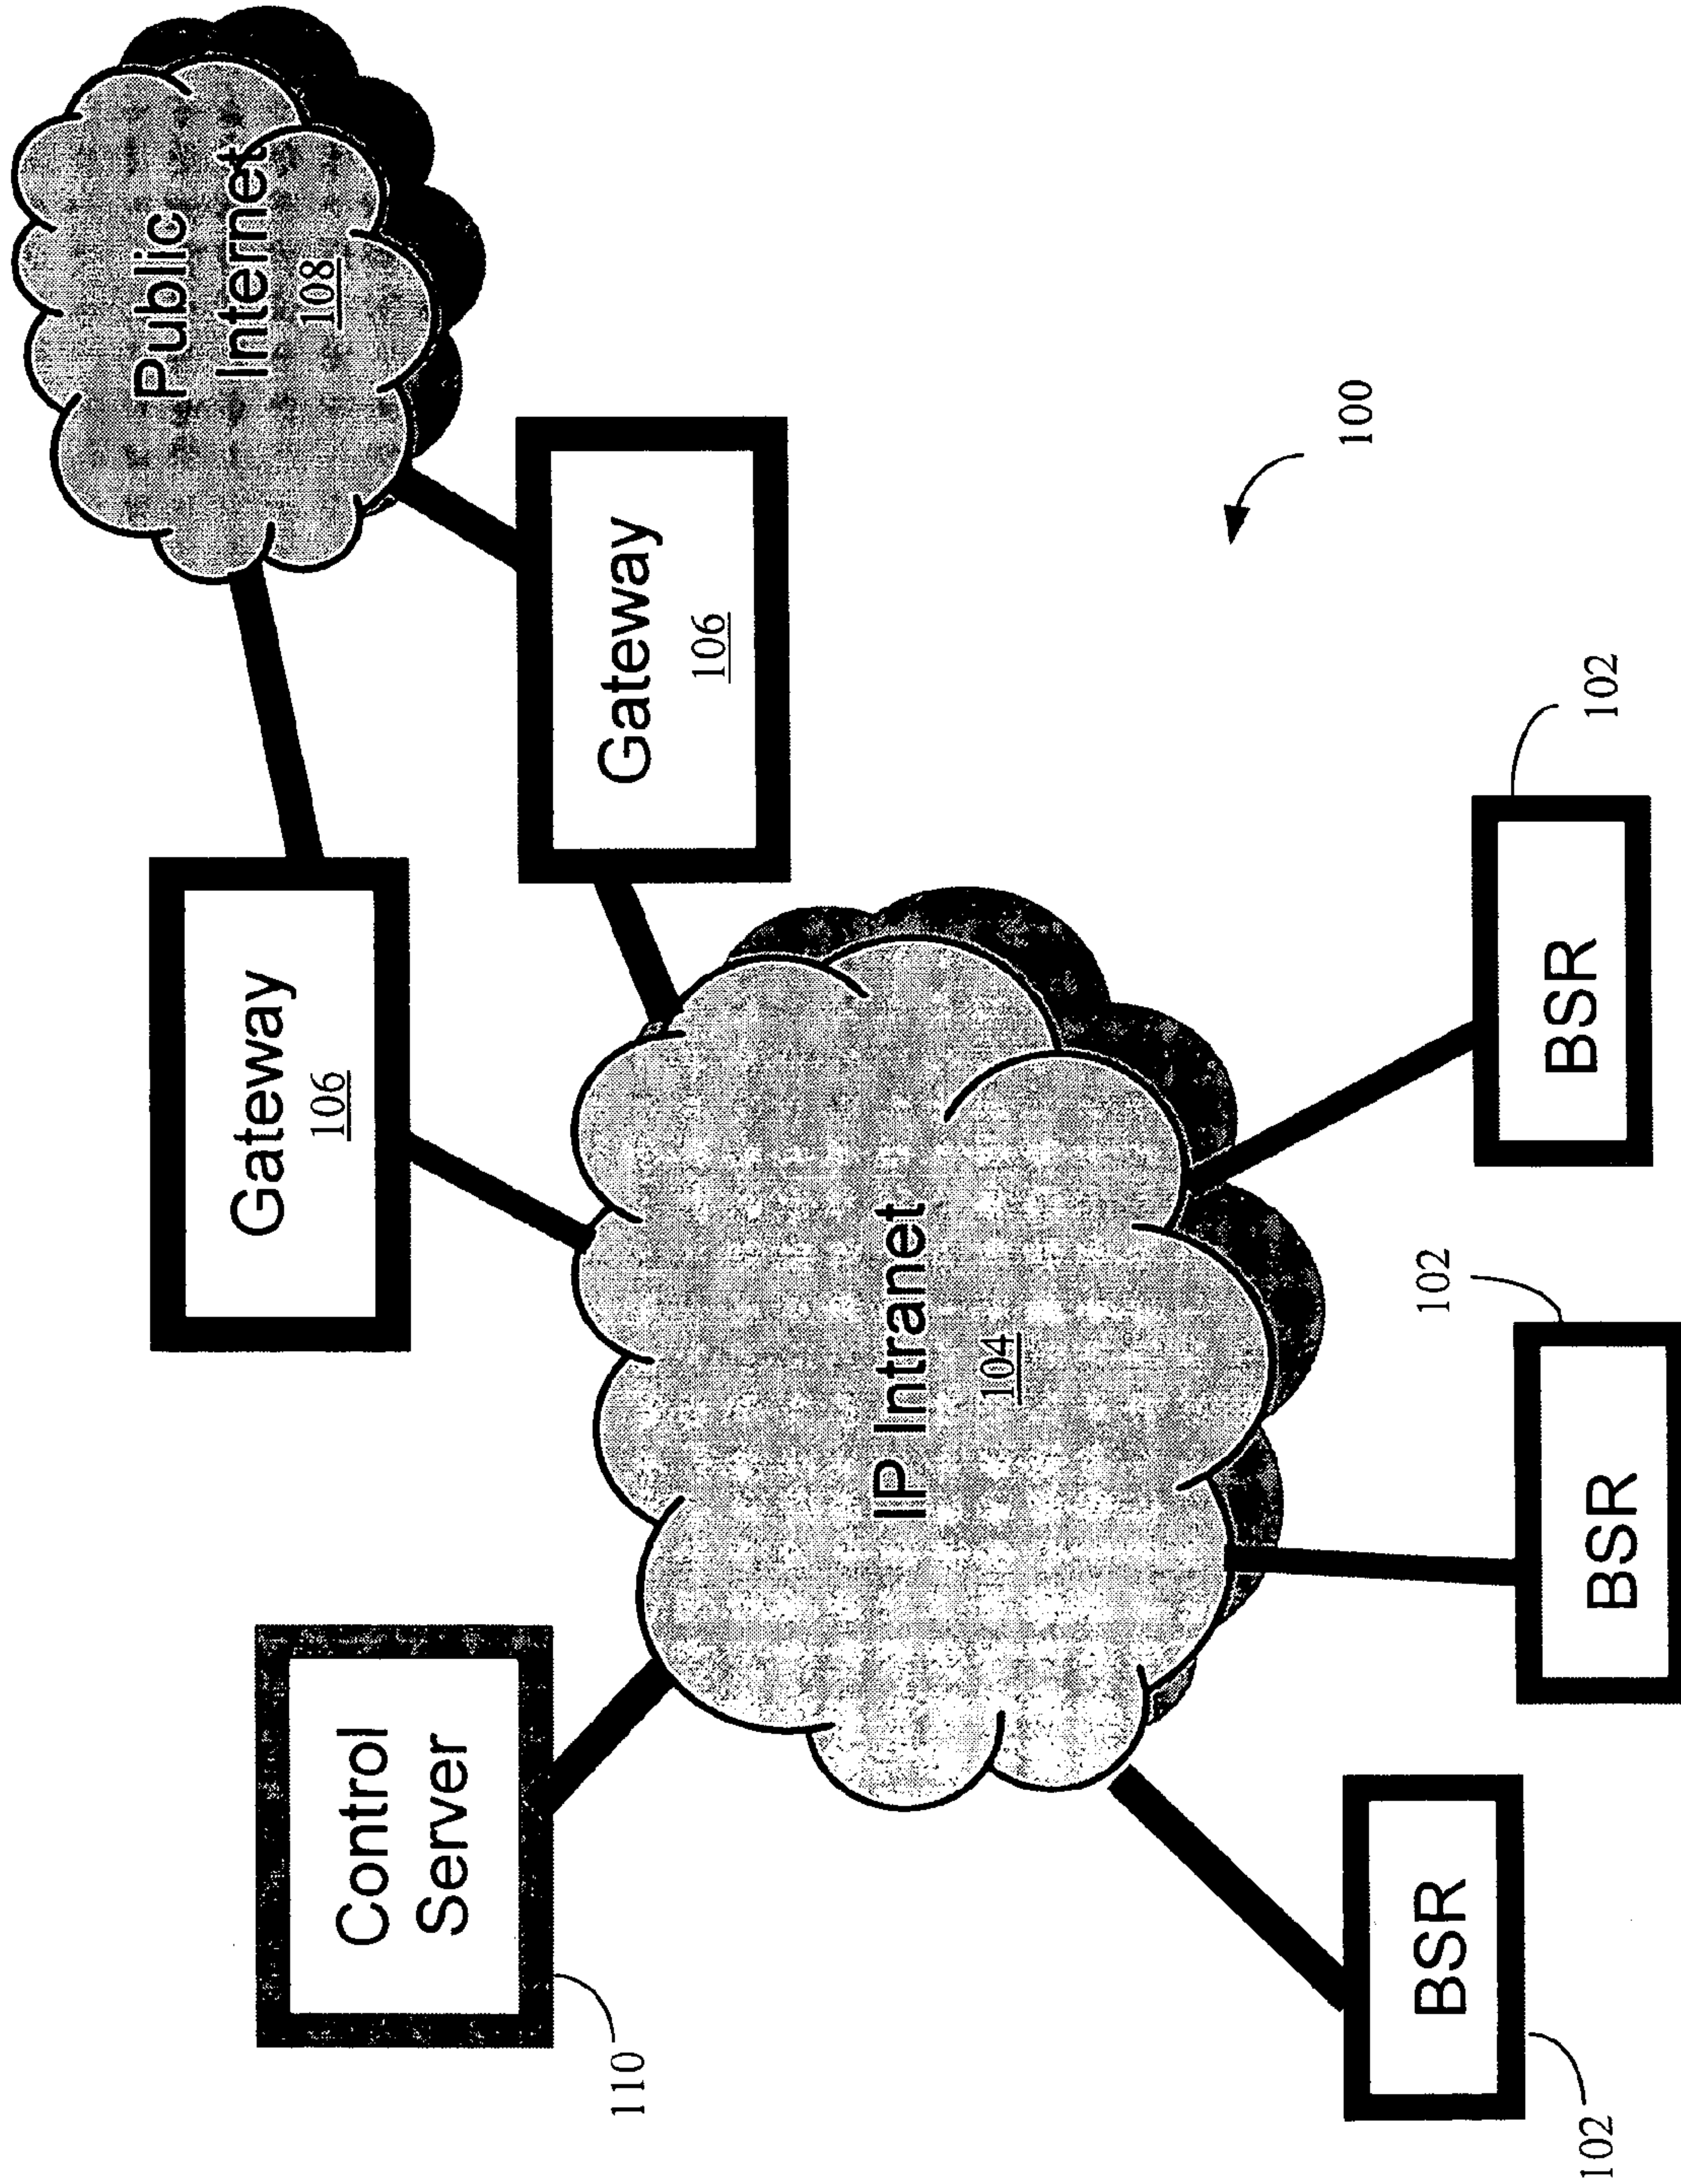 Public
Internet
108
Gateway
106
Gateway
106
Control
Server
110
IP Intranet
104
100
BSR
102
BSR
102
BSR
102